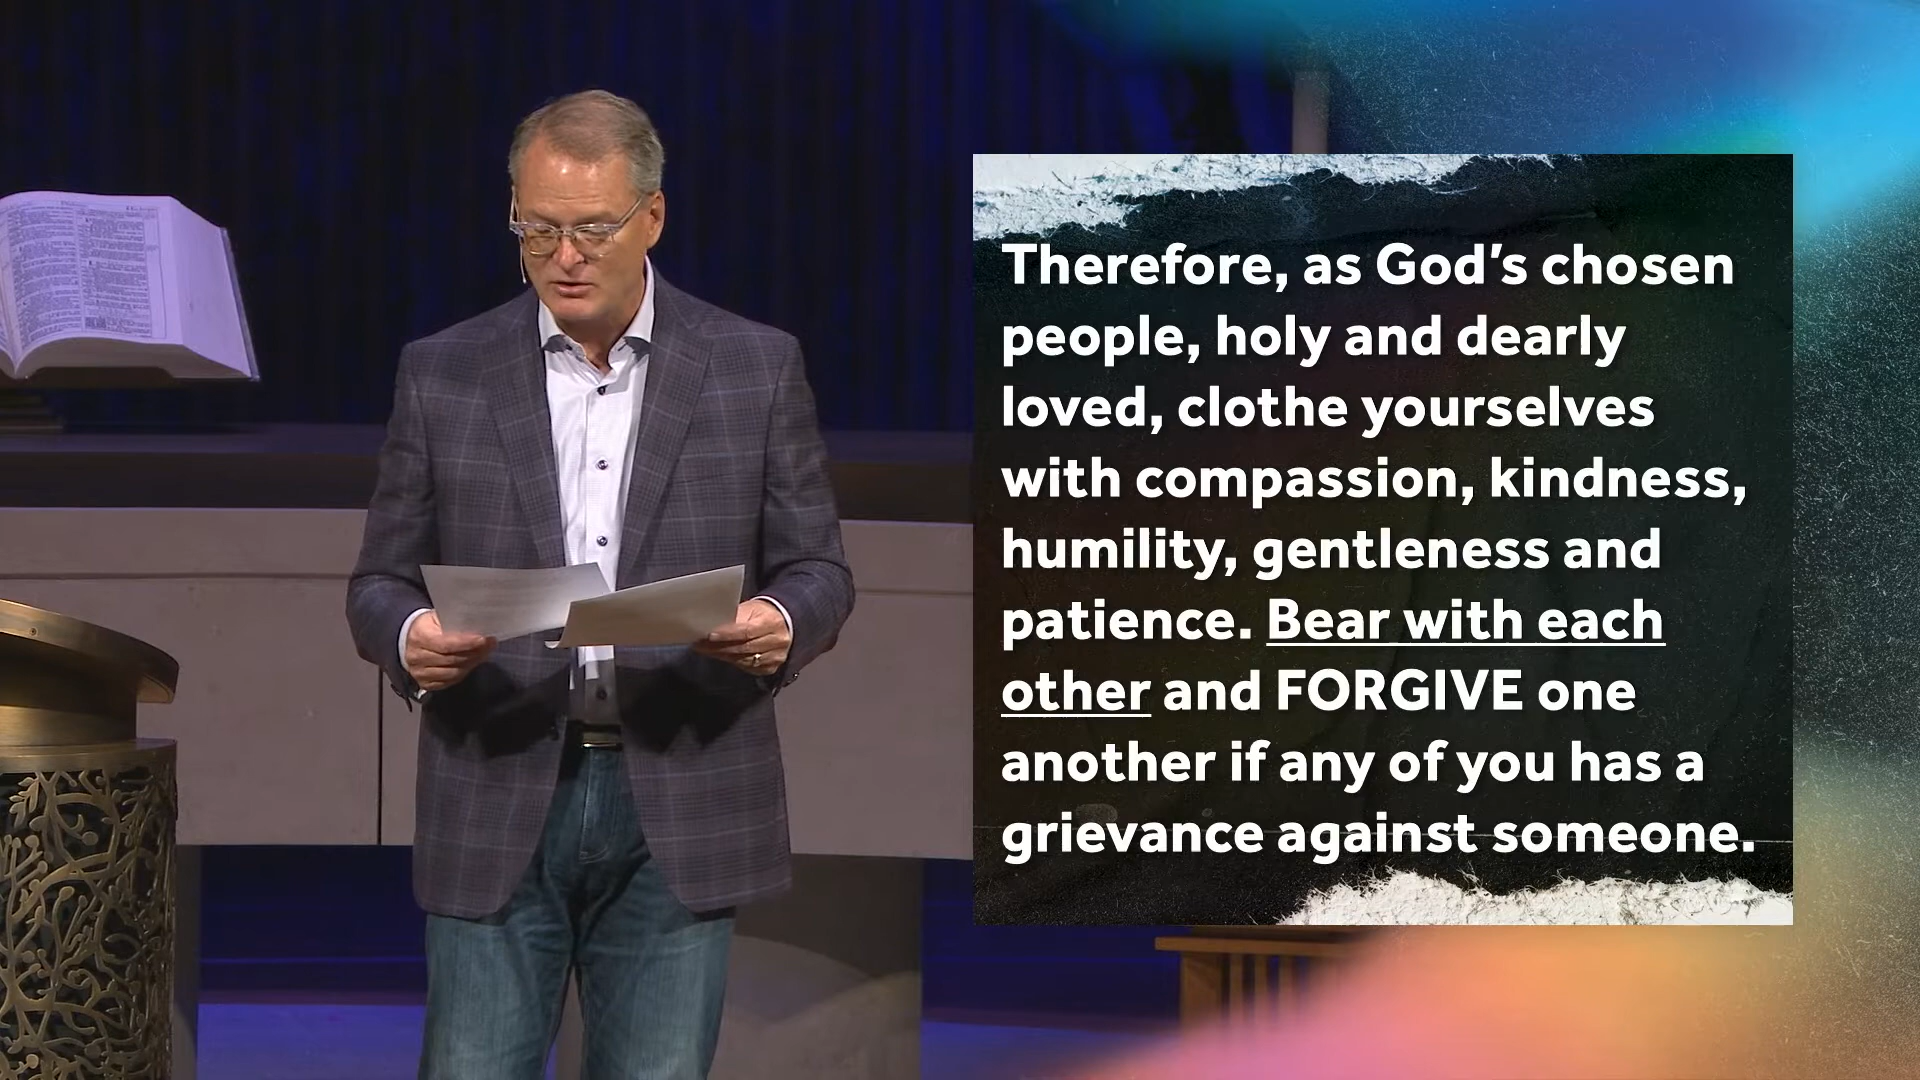 Therefore, as God's chosen
people, holy and dearly
loved, clothe yourselves
with compassion, kindness,
humility, gentleness and
patience. Bear with each
other and FORGIVE one
another if any of you has a
grievance against someone.